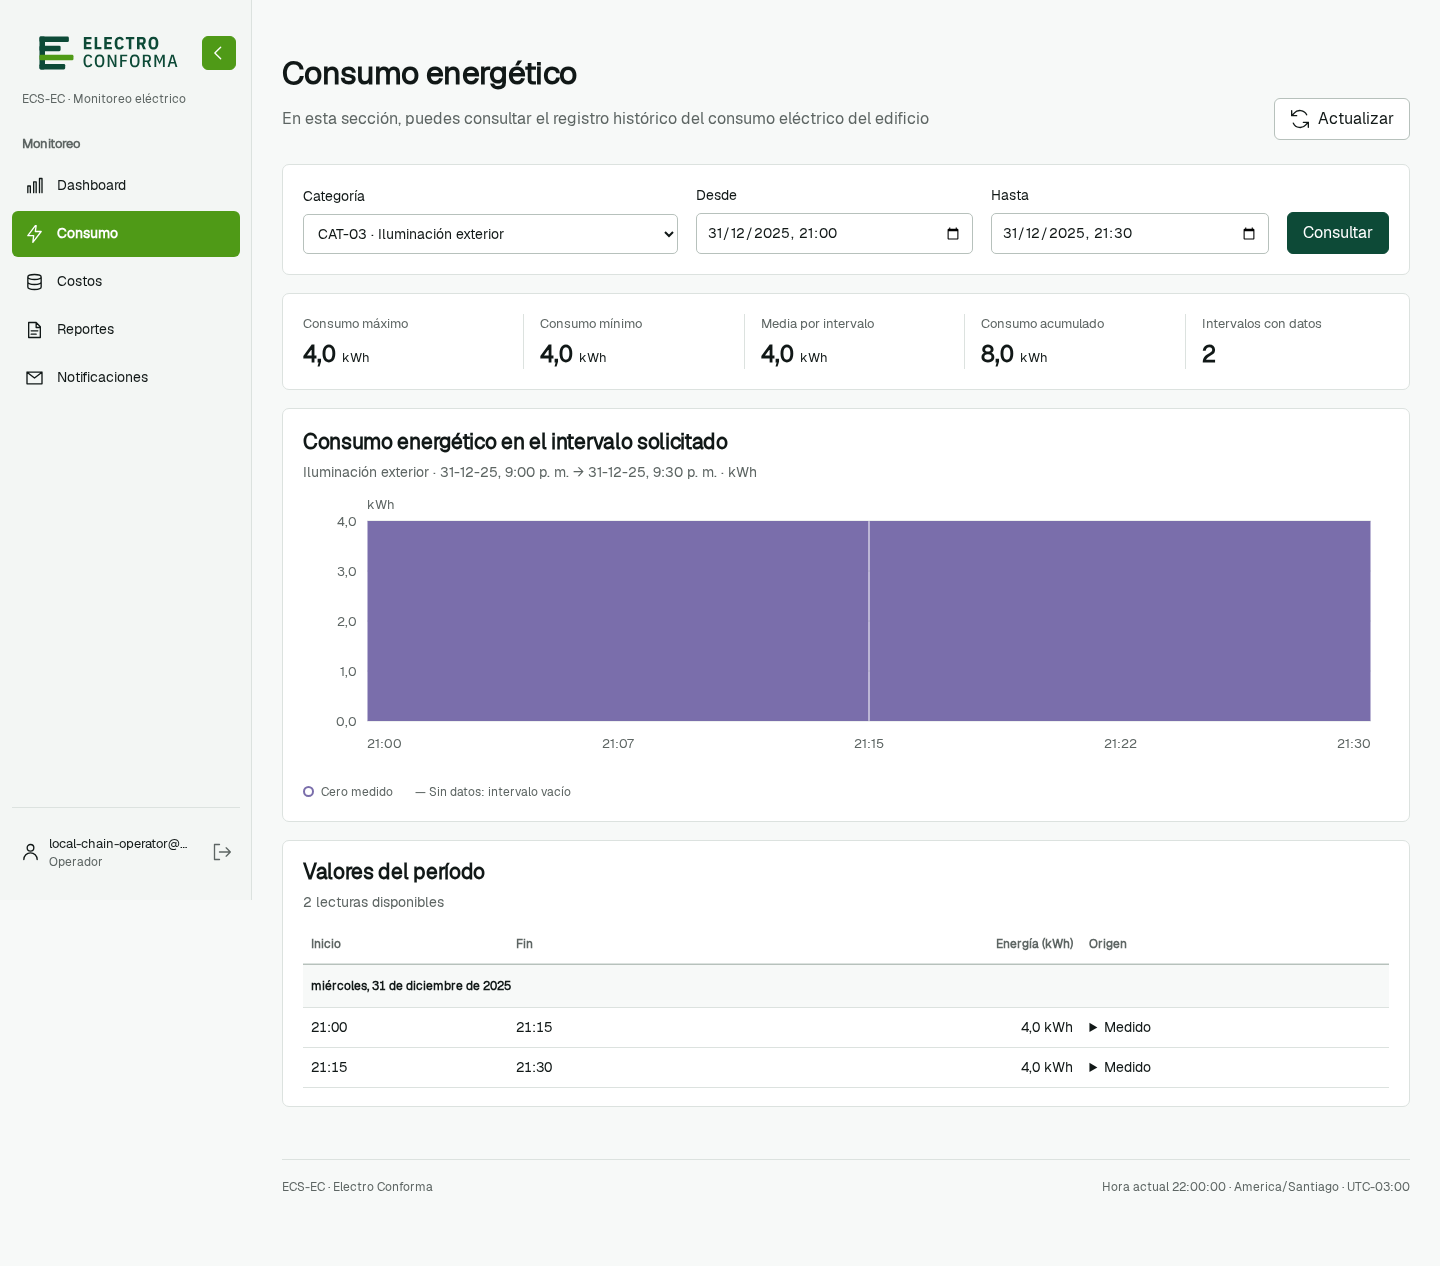 ELECTRO
CONFORMA
ECS-EC · Monitoreo eléctrico
Monitoreo
Dashboard
Consumo
Costos
Reportes
Notificaciones
local-chain-operator@…
Operador
Consumo energético
En esta sección, puedes consultar el registro histórico del consumo eléctrico del edificio
Actualizar
Categoría
CAT-03 · Iluminación exterior
Desde
31/12/2025, 21:00
Hasta
31/12/2025, 21:30
Consultar
Consumo máximo
4,0 kWh
Consumo mínimo
4,0 kWh
Media por intervalo
4,0 kWh
Consumo acumulado
8,0 kWh
Intervalos con datos
2
Consumo energético en el intervalo solicitado
Iluminación exterior · 31-12-25, 9:00 p. m. → 31-12-25, 9:30 p. m. · kWh
kWh
4,0
3,0
2,0
1,0
0,0
21:00 21:07 21:15 21:22 21:30
Cero medido — Sin datos: intervalo vacío
Valores del período
2 lecturas disponibles
Inicio Fin Energía (kWh) Origen
miércoles, 31 de diciembre de 2025
21:00 21:15 4,0 kWh ▶ Medido
21:15 21:30 4,0 kWh ▶ Medido
ECS-EC · Electro Conforma
Hora actual 22:00:00 · America/Santiago · UTC-03:00